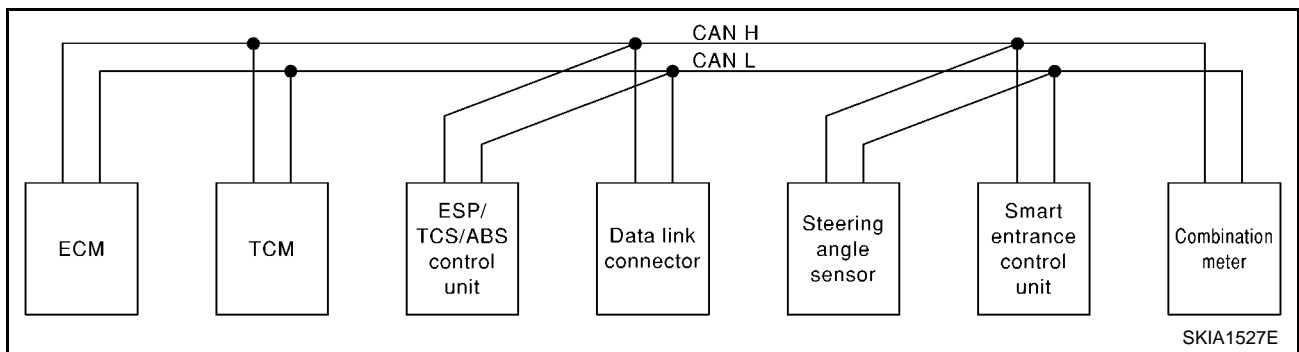 CAN H
CAN L
ECM
TCM
ESP/
TCS/ABS
control
unit
Data link
connector
Steering
angle
sensor
Smart
entrance
control
unit
Combination
meter
SKIA1527E